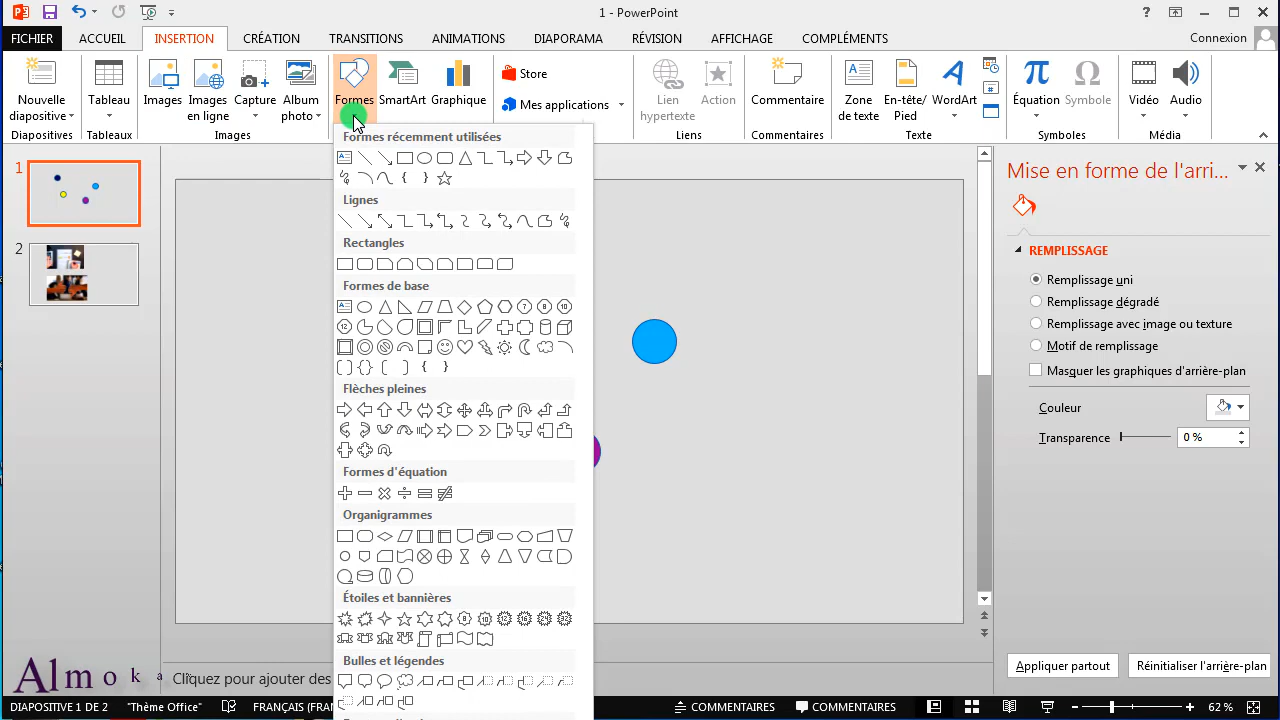 1 - PowerPoint
FICHIER ACCUEIL INSERTION CRÉATION TRANSITIONS ANIMATIONS DIAPORAMA RÉVISION AFFICHAGE COMPLÉMENTS Connexion
Nouvelle diapositive
Tableau
Images
Images en ligne
Capture
Album photo
Formes
SmartArt
Graphique
Store
Mes applications
Lien hypertexte
Action
Commentaire
Zone de texte
En-tête/ Pied
WordArt
Équation
Symbole
Vidéo
Audio
Diapositives Tableaux Images Liens Commentaires Texte Symboles Média
Formes récemment utilisées
Lignes
Rectangles
Formes de base
Flèches pleines
Formes d'équation
Organigrammes
Étoiles et bannières
Bulles et légendes
1
2
Mise en forme de l'arri...
REMPLISSAGE
Remplissage uni
Remplissage dégradé
Remplissage avec image ou texture
Motif de remplissage
Masquer les graphiques d'arrière-plan
Couleur
Transparence 0 %
Appliquer partout Réinitialiser l'arrière-plan
Almoka
Cliquez pour ajouter des
DIAPOSITIVE 1 DE 2 "Thème Office" FRANÇAIS (FRAN COMMENTAIRES COMMENTAIRES 62 %